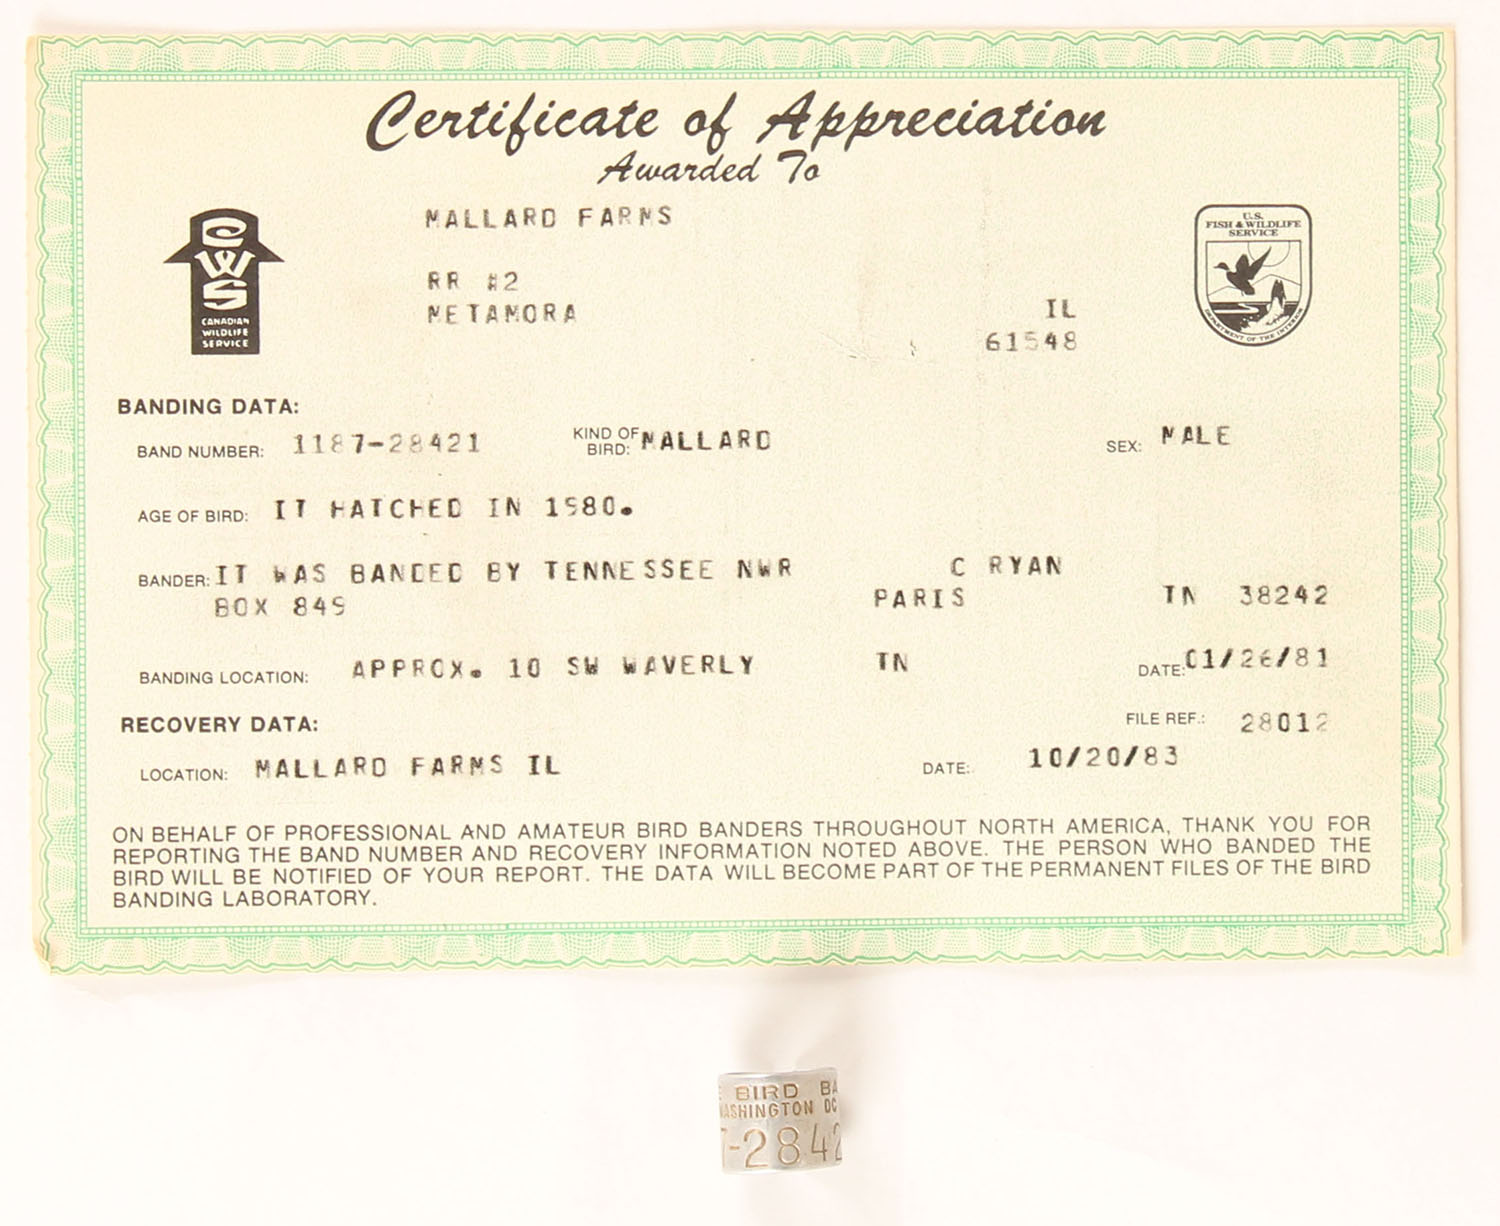 Certificate of Appreciation
Awarded To
MALLARD FARMS
RR #2
METAMORA IL
61548
CWS
CANADIAN
WILDLIFE
SERVICE
U.S.
FISH & WILDLIFE
SERVICE
DEPARTMENT OF THE INTERIOR
BANDING DATA:
BAND NUMBER: 1187-28421 KIND OF BIRD: MALLARD SEX: MALE
AGE OF BIRD: IT HATCHED IN 1980.
BANDER: IT WAS BANDED BY TENNESSEE NWR C RYAN
BOX 849 PARIS TN 38242
BANDING LOCATION: APPROX. 10 SW WAVERLY TN DATE: 01/26/81
RECOVERY DATA: FILE REF.: 28012
LOCATION: MALLARD FARMS IL DATE: 10/20/83
ON BEHALF OF PROFESSIONAL AND AMATEUR BIRD BANDERS THROUGHOUT NORTH AMERICA, THANK YOU FOR
REPORTING THE BAND NUMBER AND RECOVERY INFORMATION NOTED ABOVE. THE PERSON WHO BANDED THE
BIRD WILL BE NOTIFIED OF YOUR REPORT. THE DATA WILL BECOME PART OF THE PERMANENT FILES OF THE BIRD
BANDING LABORATORY.
BIRD BA
WASHINGTON DC
7-2842